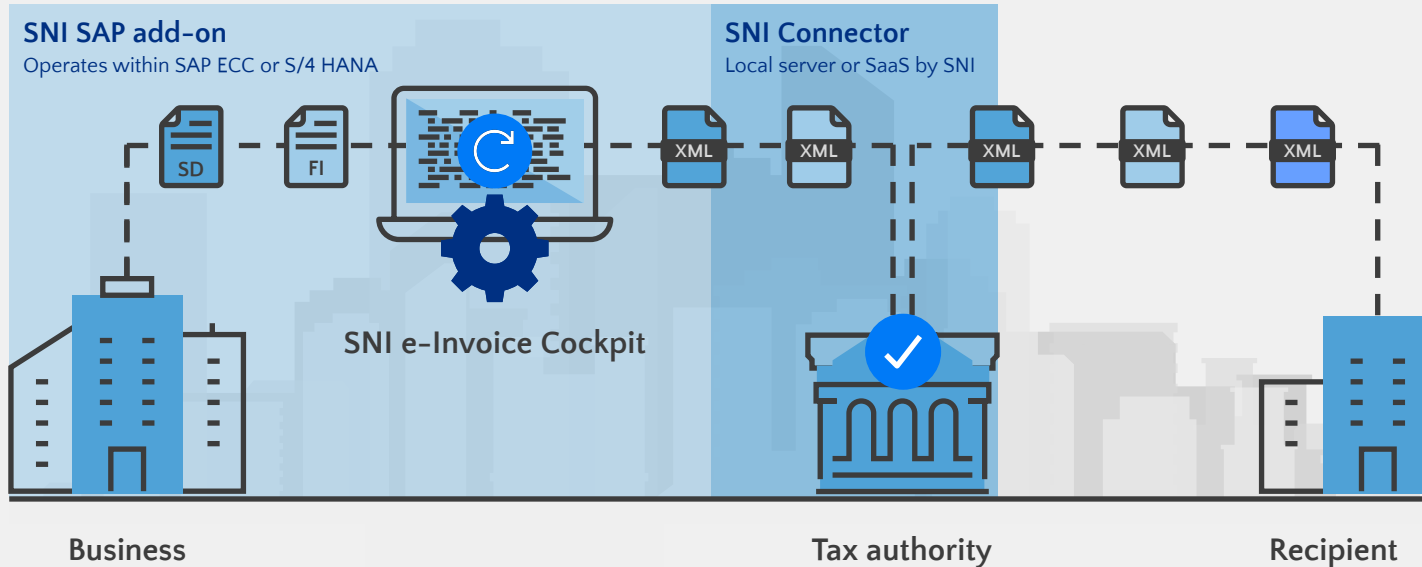 SNI SAP add-on
Operates within SAP ECC or S/4 HANA
SNI Connector
Local server or SaaS by SNI
SD
FI
XML
XML
XML
XML
XML
SNI e-Invoice Cockpit
Business
Tax authority
Recipient